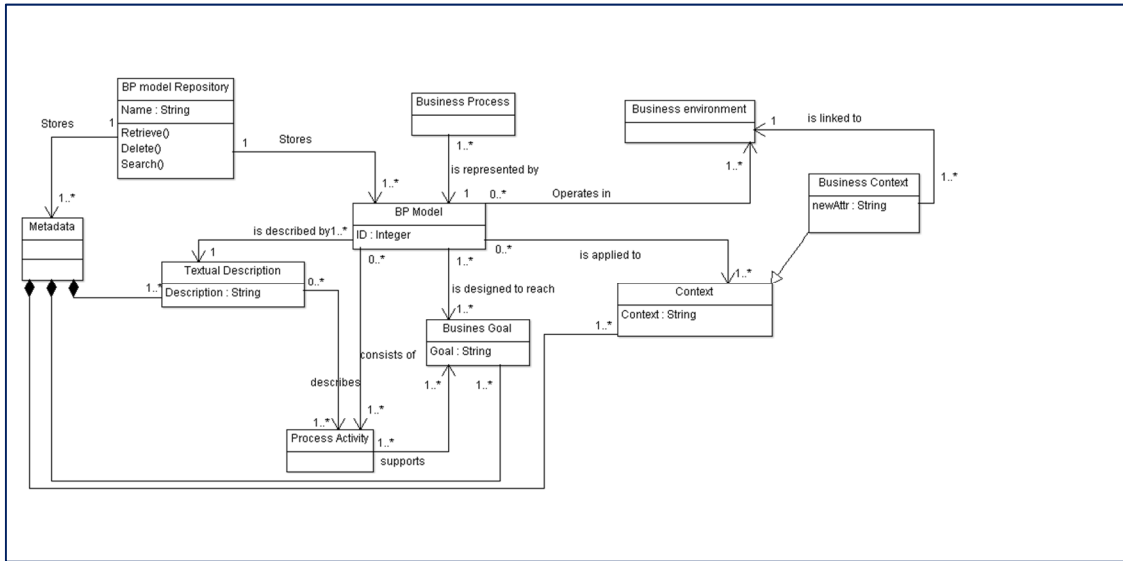 BP model Repository
Name : String
Retrieve()
Delete()
Search()
Business Process
Business environment
Stores
1
1
Stores
1..*
is represented by
1
is linked to
1..*
Business Context
newAttr : String
1..*
1..*
1..*
1
0..*
Operates in
Metadata
BP Model
ID : Integer
is described by 1..*
1
0..*
1..*
0..*
is applied to
Textual Description
Description : String
1..*
0..*
is designed to reach
1..*
1..*
Context
Context : String
1..*
Busines Goal
Goal : String
consists of
describes
1..*
1..*
1..*
1..*
Process Activity
1..*
supports